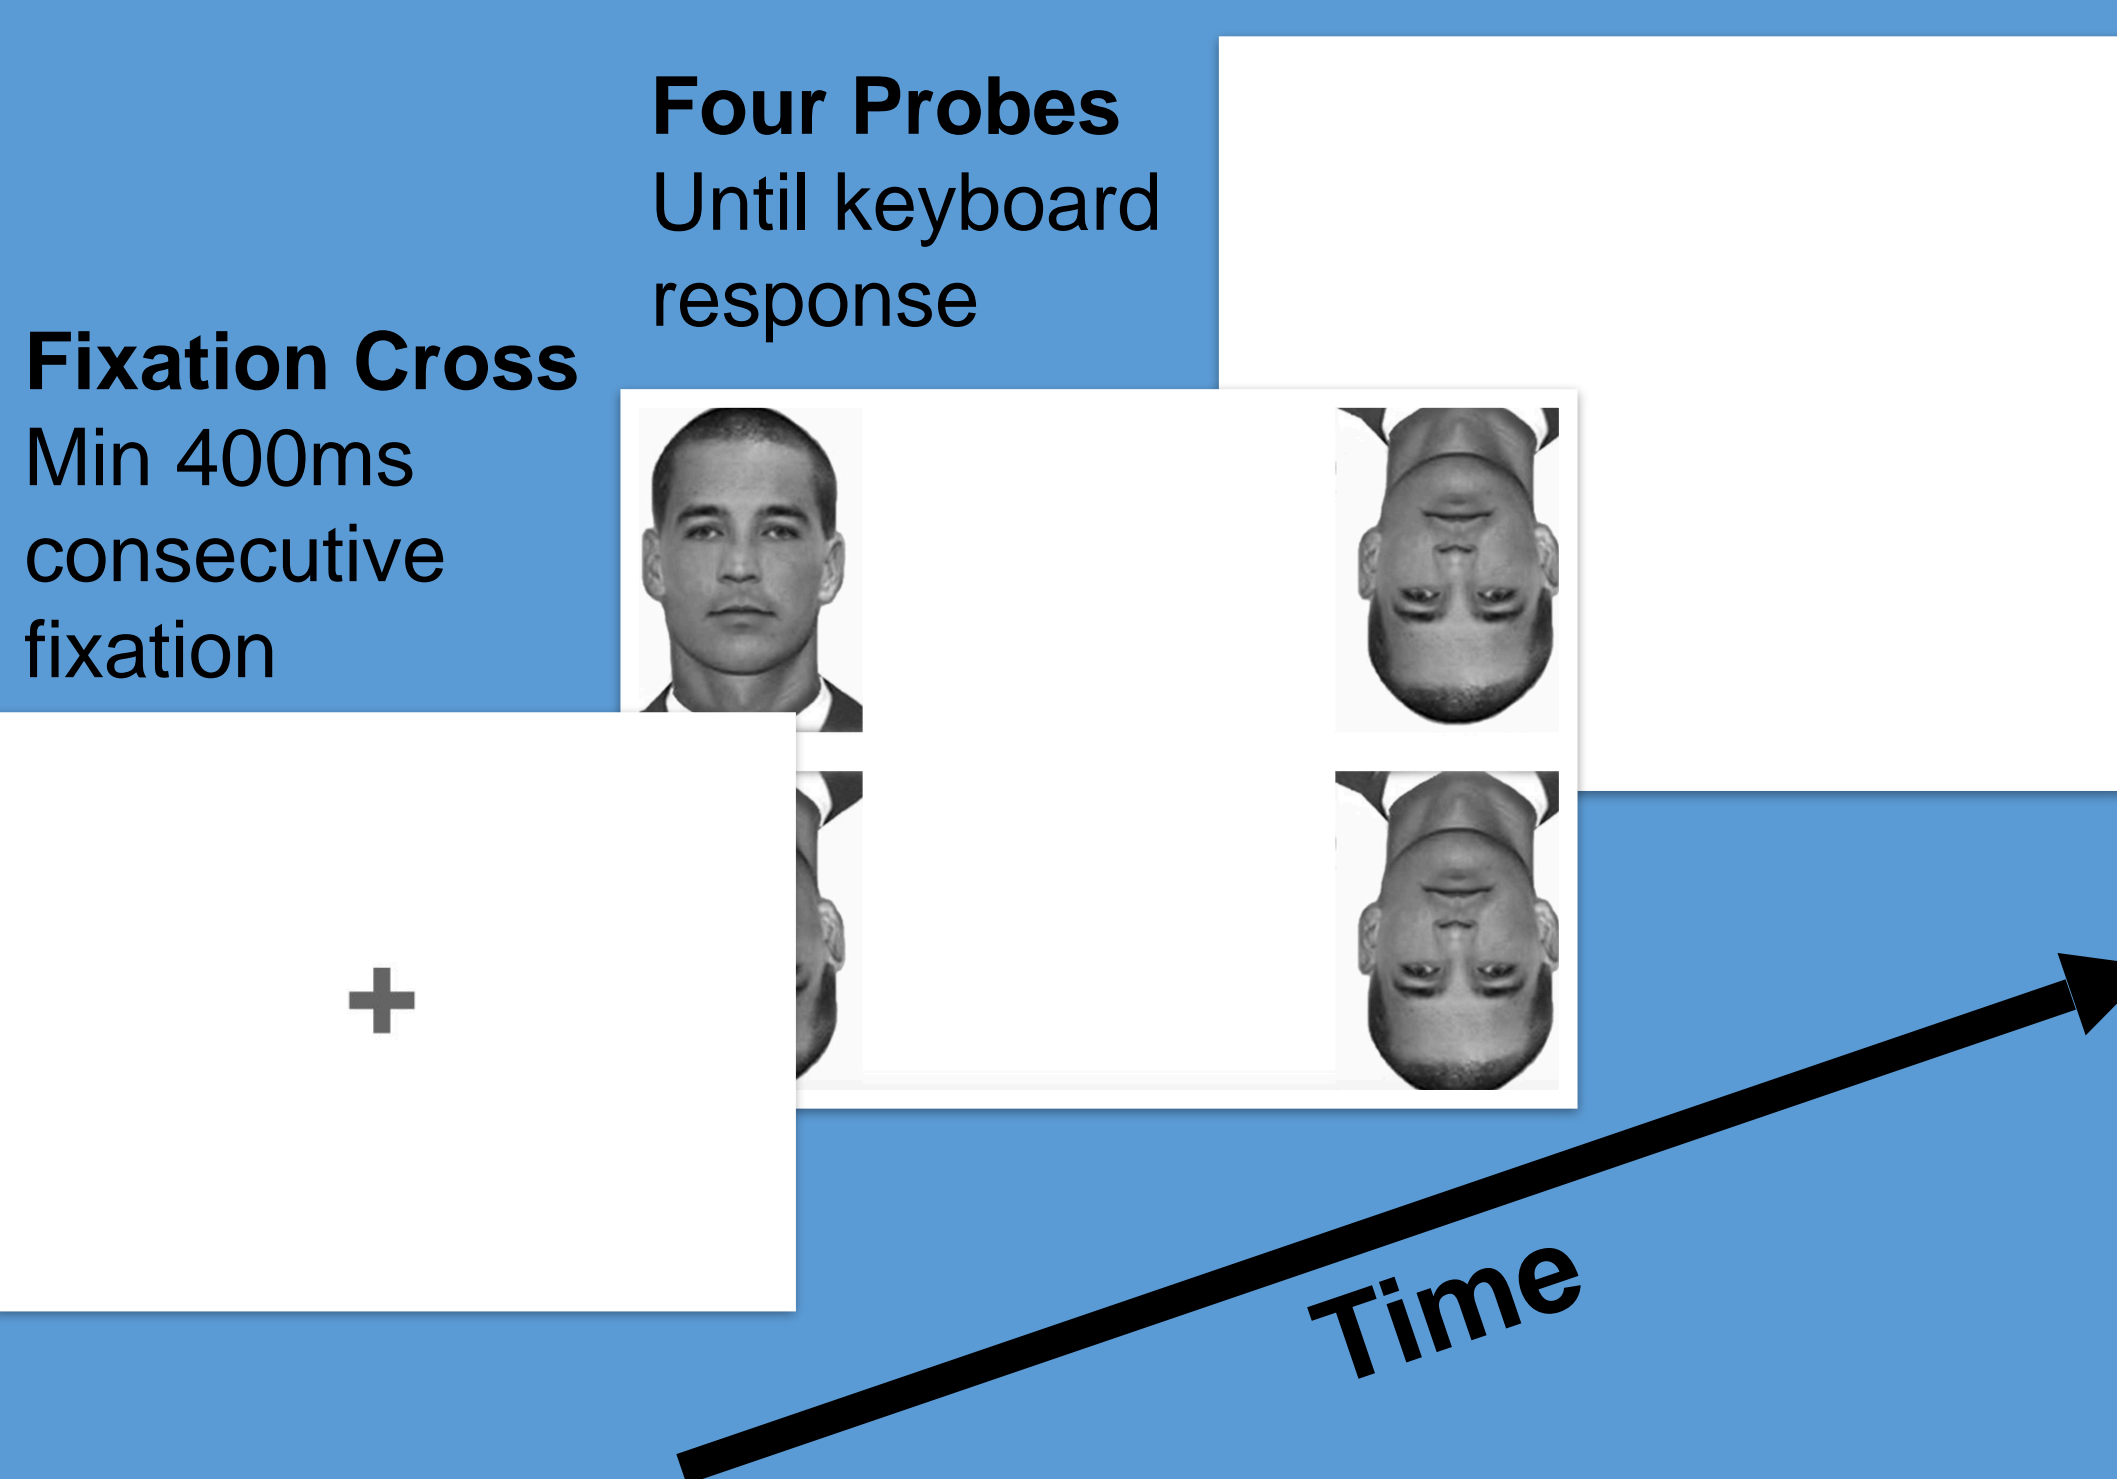 Four Probes
Until keyboard
response
Fixation Cross
Min 400ms
consecutive
fixation
Time